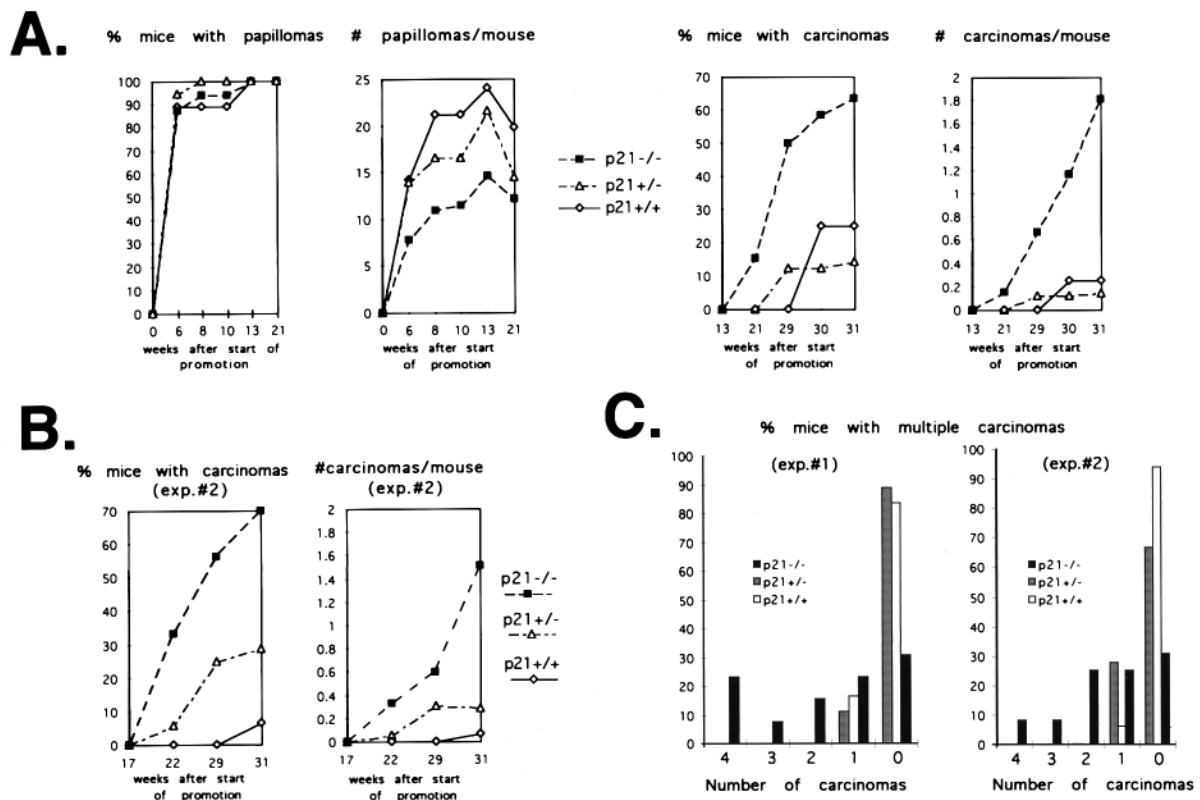 A.
% mice with papillomas
100
90
80
70
60
50
40
30
20
10
0
0 6 8 10 13 21
weeks after start of
promotion
# papillomas/mouse
25
20
15
10
5
0
0 6 8 10 13 21
weeks after start
of promotion
p21-/-
p21+/-
p21+/+
% mice with carcinomas
70
60
50
40
30
20
10
0
13 21 29 30 31
weeks after start
of promotion
# carcinomas/mouse
2
1.8
1.6
1.4
1.2
1
0.8
0.6
0.4
0.2
0
13 21 29 30 31
weeks after start
of promotion
B.
% mice with carcinomas
(exp.#2)
70
60
50
40
30
20
10
0
17 22 29 31
weeks after start
of promotion
#carcinomas/mouse
(exp.#2)
2
1.8
1.6
1.4
1.2
1
0.8
0.6
0.4
0.2
0
17 22 29 31
weeks after start
of promotion
p21-/-
p21+/-
p21+/+
C.
% mice with multiple carcinomas
(exp.#1)
100
90
80
70
60
50
40
30
20
10
0
p21-/-
p21+/-
p21+/+
4 3 2 1 0
Number of carcinomas
(exp.#2)
100
90
80
70
60
50
40
30
20
10
0
p21-/-
p21+/-
p21+/+
4 3 2 1 0
Number of carcinomas